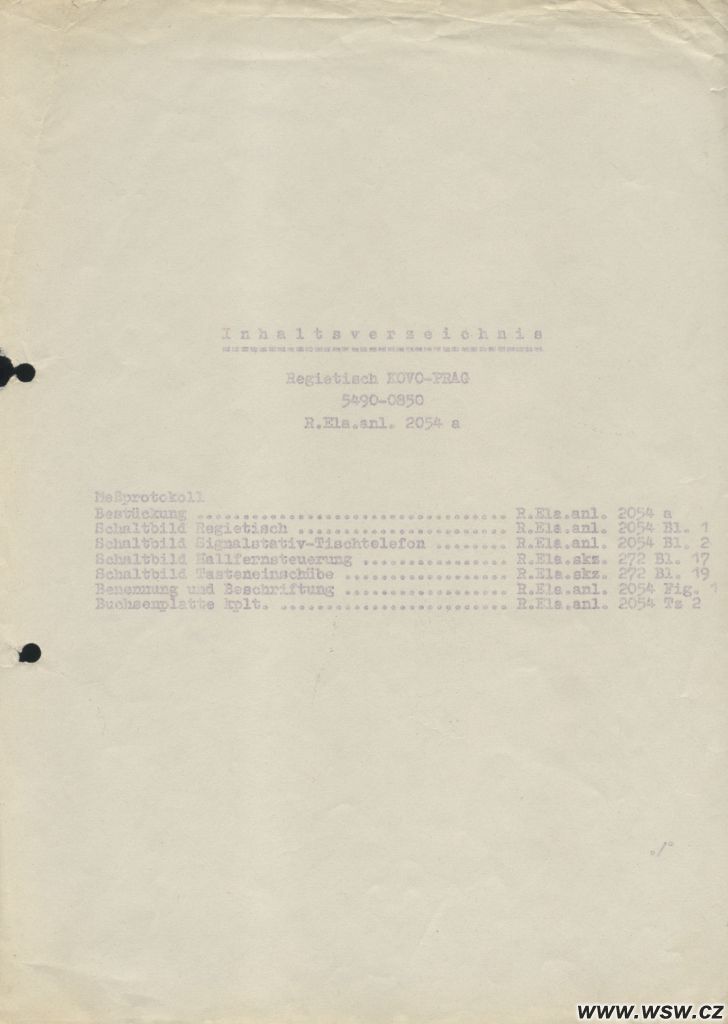 I n h a l t s v e r z e i c h n i s
===================================
Regietisch KOVO-PRAG
5490-0850
R.Ela.anl. 2054 a
Meßprotokoll
Bestückung .................................. R.Ela.anl. 2054 a
Schaltbild Regietisch ....................... R.Ela.anl. 2054 Bl. 1
Schaltbild Signalstativ-Tischtelefon ........ R.Ela.anl. 2054 Bl. 2
Schaltbild Hallfernsteuerung ................ R.Ela.skz. 272 Bl. 17
Schaltbild Tasteneinschübe .................. R.Ela.skz. 272 Bl. 19
Benennung und Beschriftung .................. R.Ela.anl. 2054 Fig. 1
Buchsenplatte kplt. ......................... R.Ela.anl. 2054 Tz 2
./.
www.wsw.cz